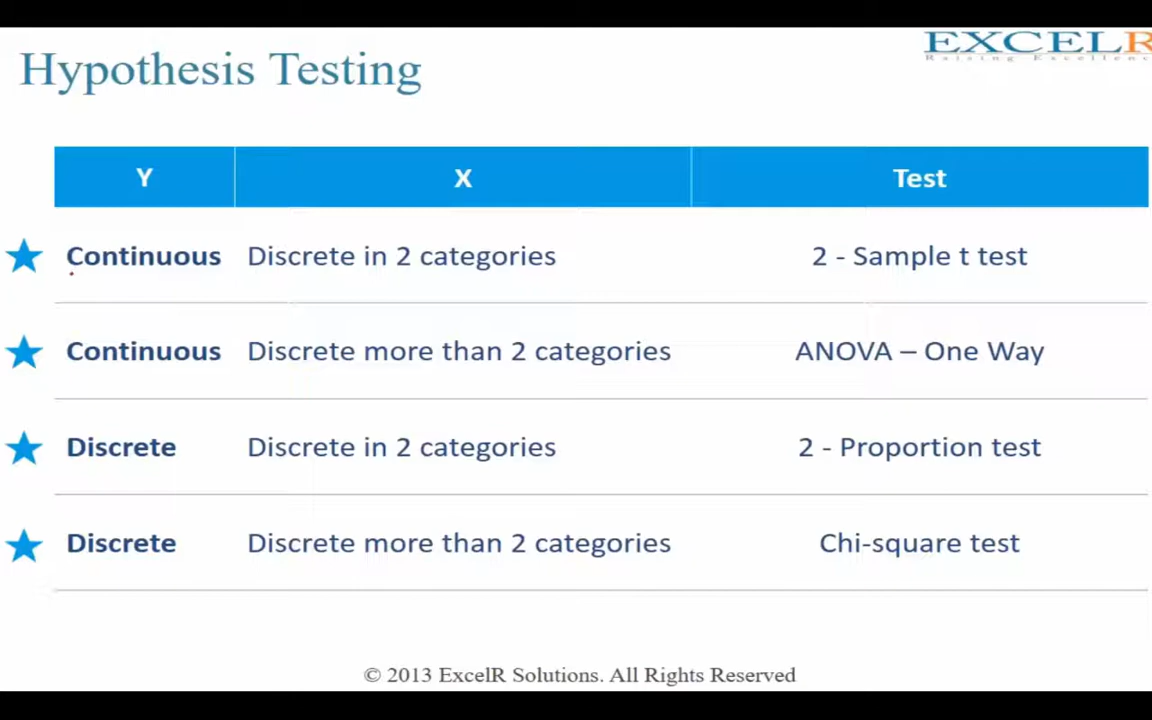 EXCELR
Raising Excellenc
Hypothesis Testing
Y X Test
Continuous Discrete in 2 categories 2 - Sample t test
Continuous Discrete more than 2 categories ANOVA – One Way
Discrete Discrete in 2 categories 2 - Proportion test
Discrete Discrete more than 2 categories Chi-square test
© 2013 ExcelR Solutions. All Rights Reserved